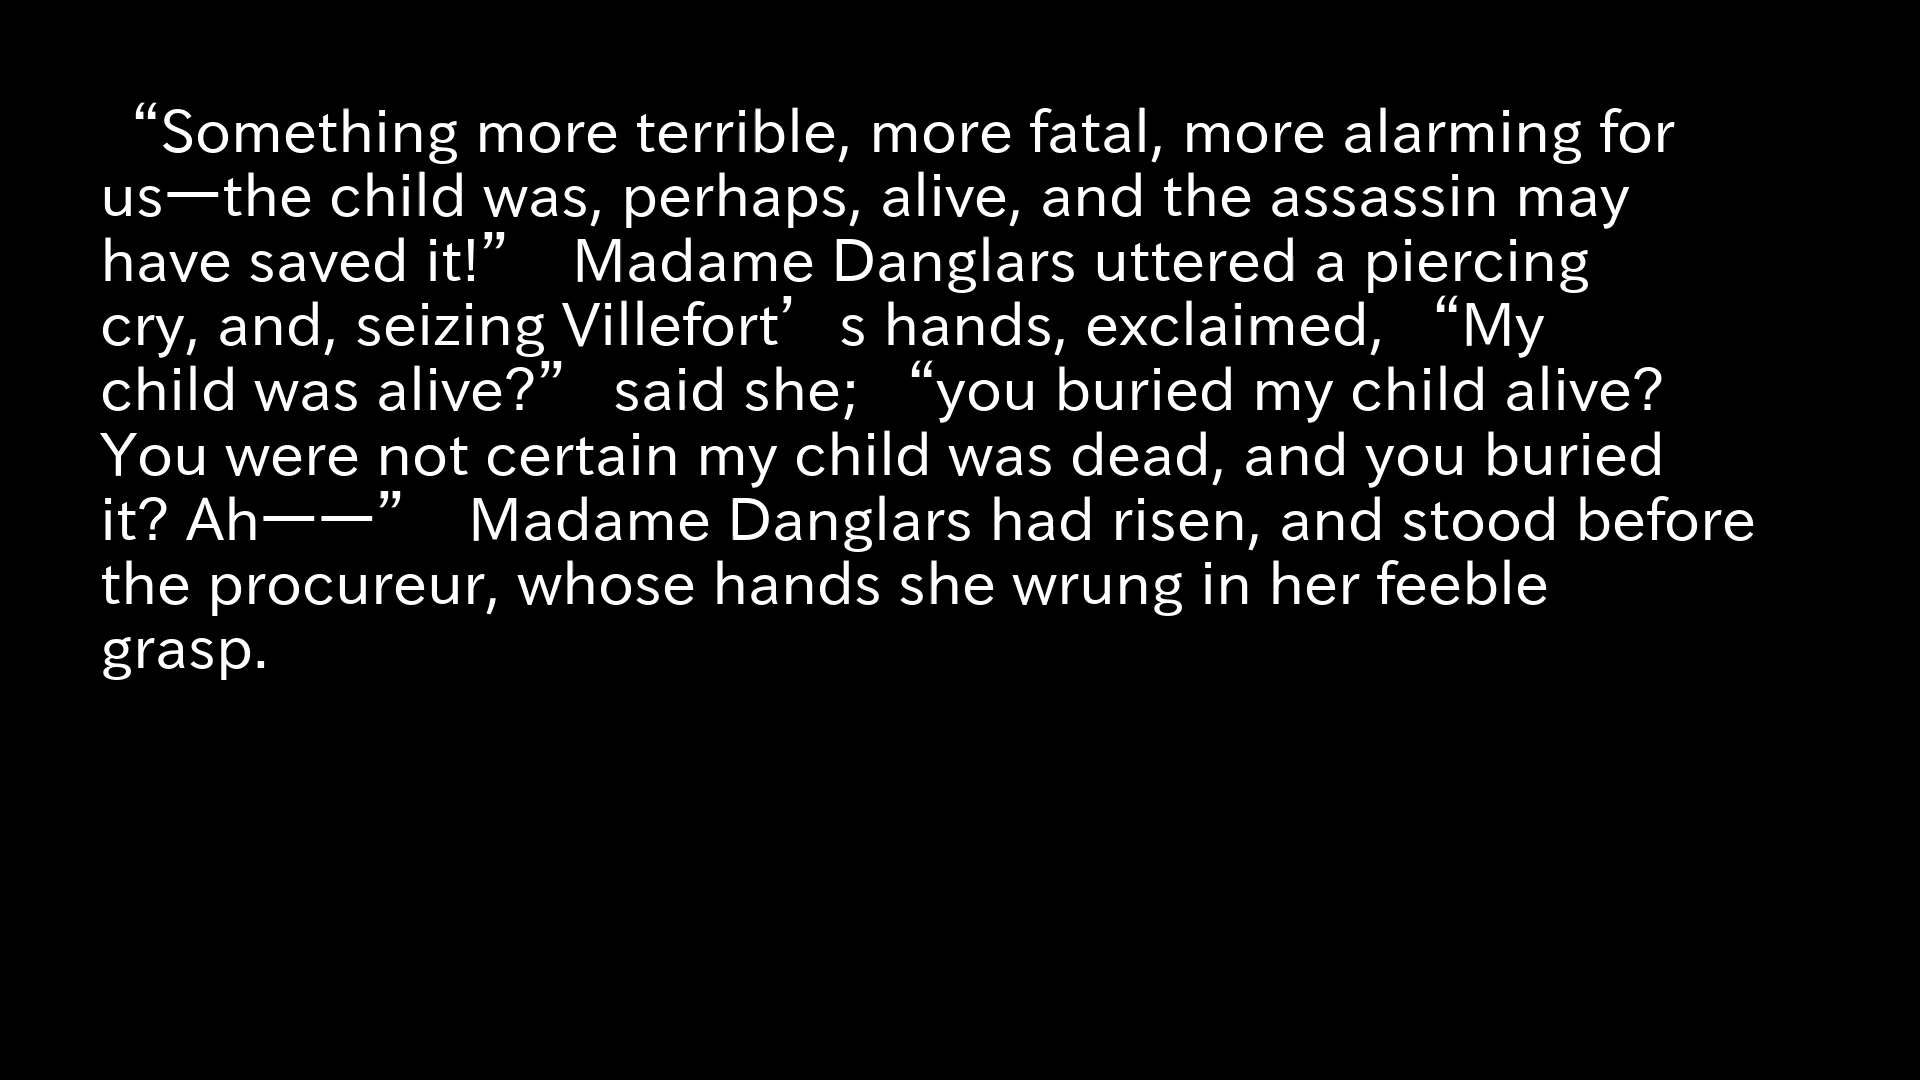 “Something more terrible, more fatal, more alarming for
us—the child was, perhaps, alive, and the assassin may
have saved it!” Madame Danglars uttered a piercing
cry, and, seizing Villefort’s hands, exclaimed, “My
child was alive?” said she; “you buried my child alive?
You were not certain my child was dead, and you buried
it? Ah——” Madame Danglars had risen, and stood before
the procureur, whose hands she wrung in her feeble
grasp.